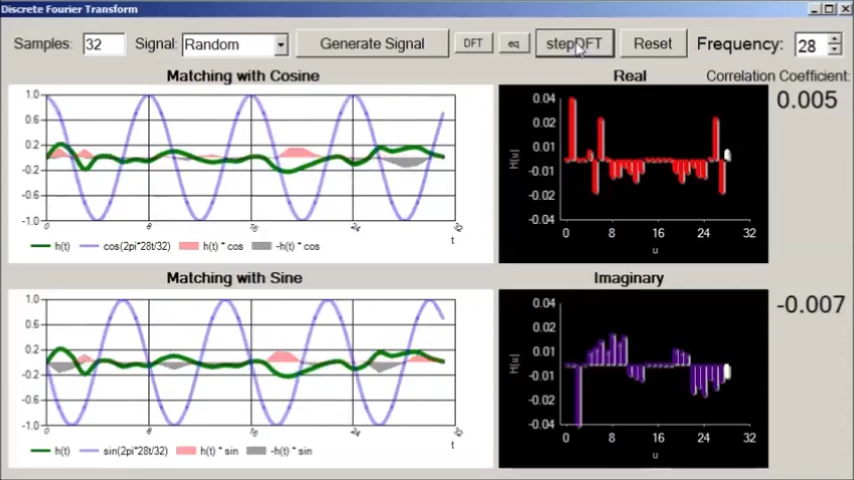 Discrete Fourier Transform
Samples: 32 Signal: Random Generate Signal DFT eq stepDFT Reset Frequency: 28
Matching with Cosine
Real
Correlation Coefficient:
0.005
1.0
0.6
0.2
-0.2
-0.6
-1.0
0 8 16 24 32
t
h(t) cos(2pi*28t/32) h(t) * cos -h(t) * cos
H[u]
0.04
0.02
0.01
-0.01
-0.02
-0.04
0 8 16 24 32
u
Matching with Sine
Imaginary
-0.007
1.0
0.6
0.2
-0.2
-0.6
-1.0
0 8 16 24 32
t
h(t) sin(2pi*28t/32) h(t) * sin -h(t) * sin
H[u]
0.04
0.02
0.01
-0.01
-0.02
-0.04
0 8 16 24 32
u